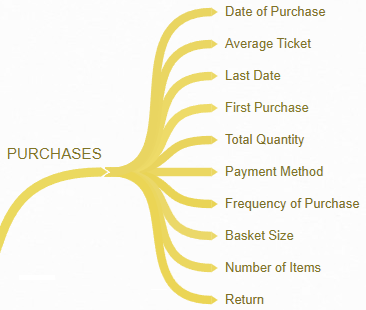 Date of Purchase
Average Ticket
Last Date
First Purchase
Total Quantity
PURCHASES
Payment Method
Frequency of Purchase
Basket Size
Number of Items
Return